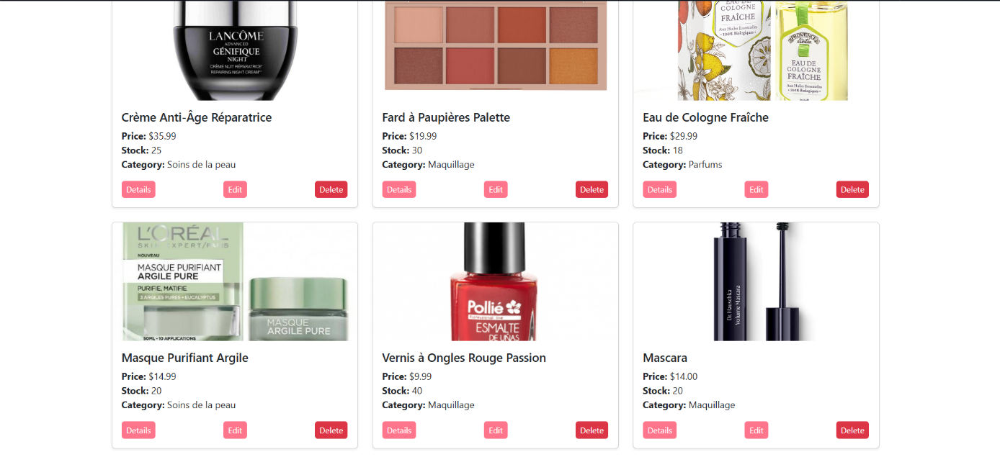 LANCÔME
ADVANCED
GÉNIFIQUE
NIGHT
CRÈME NUIT RÉPARATRICE
REPAIRING NIGHT CREAM
Crème Anti-Âge Réparatrice
Price: $35.99
Stock: 25
Category: Soins de la peau
Details
Edit
Delete
EAU DE
COLOGNE
FRAÎCHE
Aux Huiles Essentielles
• 100% Biologique •
PROVENCE
EAU DE
COLOGNE
FRAÎCHE
Aux Huiles Essentielles
• 100% Biologiques •
Fard à Paupières Palette
Price: $19.99
Stock: 30
Category: Maquillage
Details
Edit
Delete
Eau de Cologne Fraîche
Price: $29.99
Stock: 18
Category: Parfums
Details
Edit
Delete
L'ORÉAL
SKIN EXPERT/PARIS
NOUVEAU
MASQUE PURIFIANT
ARGILE PURE
PURIFIE, MATIFIE
3 ARGILES PURES + EUCALYPTUS
50ML - 10 APPLICATIONS
MASQUE
ARGILE PURE
Masque Purifiant Argile
Price: $14.99
Stock: 20
Category: Soins de la peau
Details
Edit
Delete
Pollié
Professional line
ESMALTE
DE UÑAS
Vernis à Ongles Rouge Passion
Price: $9.99
Stock: 40
Category: Maquillage
Details
Edit
Delete
Dr. Hauschka
Volume Mascara
Mascara
Price: $14.00
Stock: 20
Category: Maquillage
Details
Edit
Delete